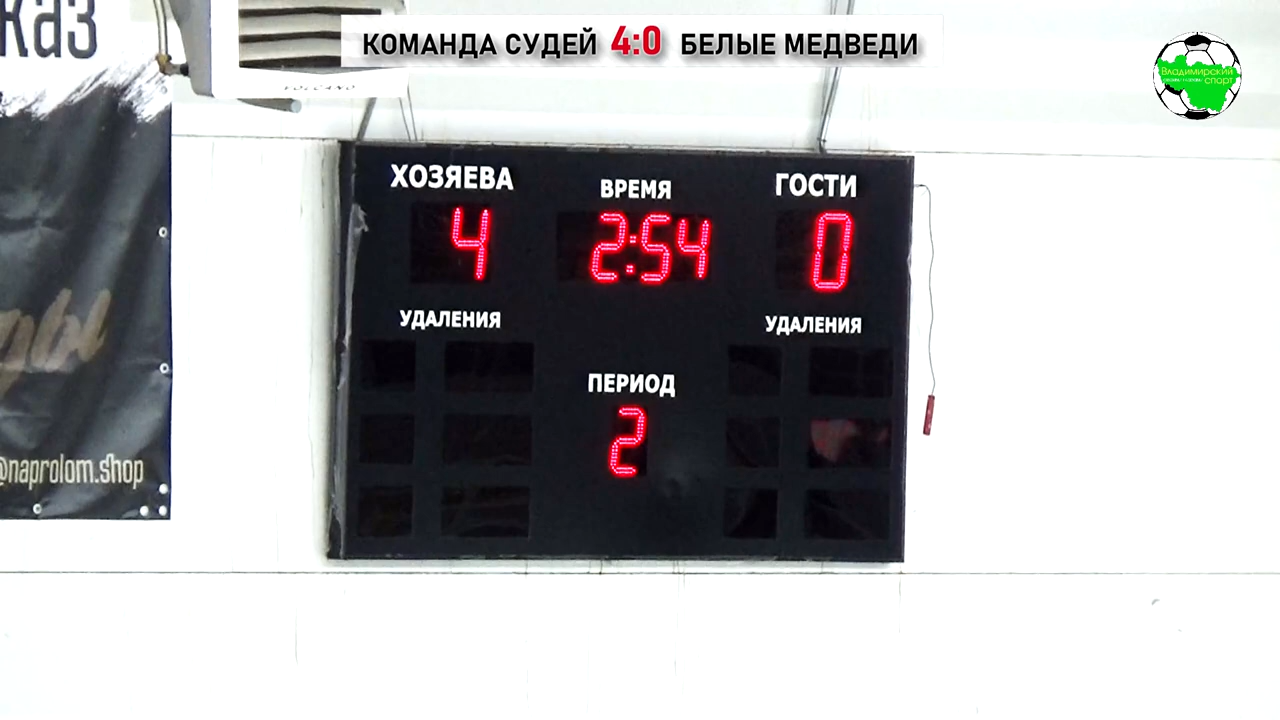 каз
КОМАНДА СУДЕЙ 4:0 БЕЛЫЕ МЕДВЕДИ
Владимирский
спорт
VOLCANO
ХОЗЯЕВА ВРЕМЯ ГОСТИ
4 2:54 0
УДАЛЕНИЯ УДАЛЕНИЯ
ПЕРИОД
2
@naprolom.shop